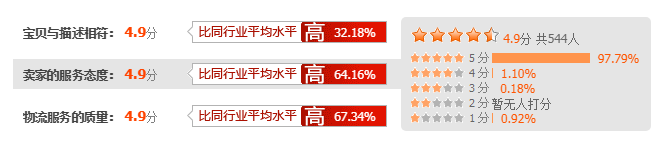 宝贝与描述相符： 4.9分 比同行业平均水平 高 32.18%
卖家的服务态度： 4.9分 比同行业平均水平 高 64.16%
物流服务的质量： 4.9分 比同行业平均水平 高 67.34%
4.9分 共544人
5 分 97.79%
4 分 1.10%
3 分 0.18%
2 分 暂无人打分
1 分 0.92%